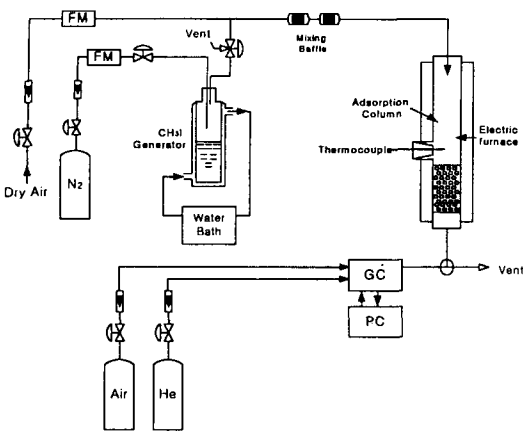 FM
Vent
Mixing
Baffle
FM
CH3I
Generator
Adsorption
Column
Electric
furnace
Thermocouple
Dry Air
N2
Water
Bath
GC
Vent
PC
Air
He